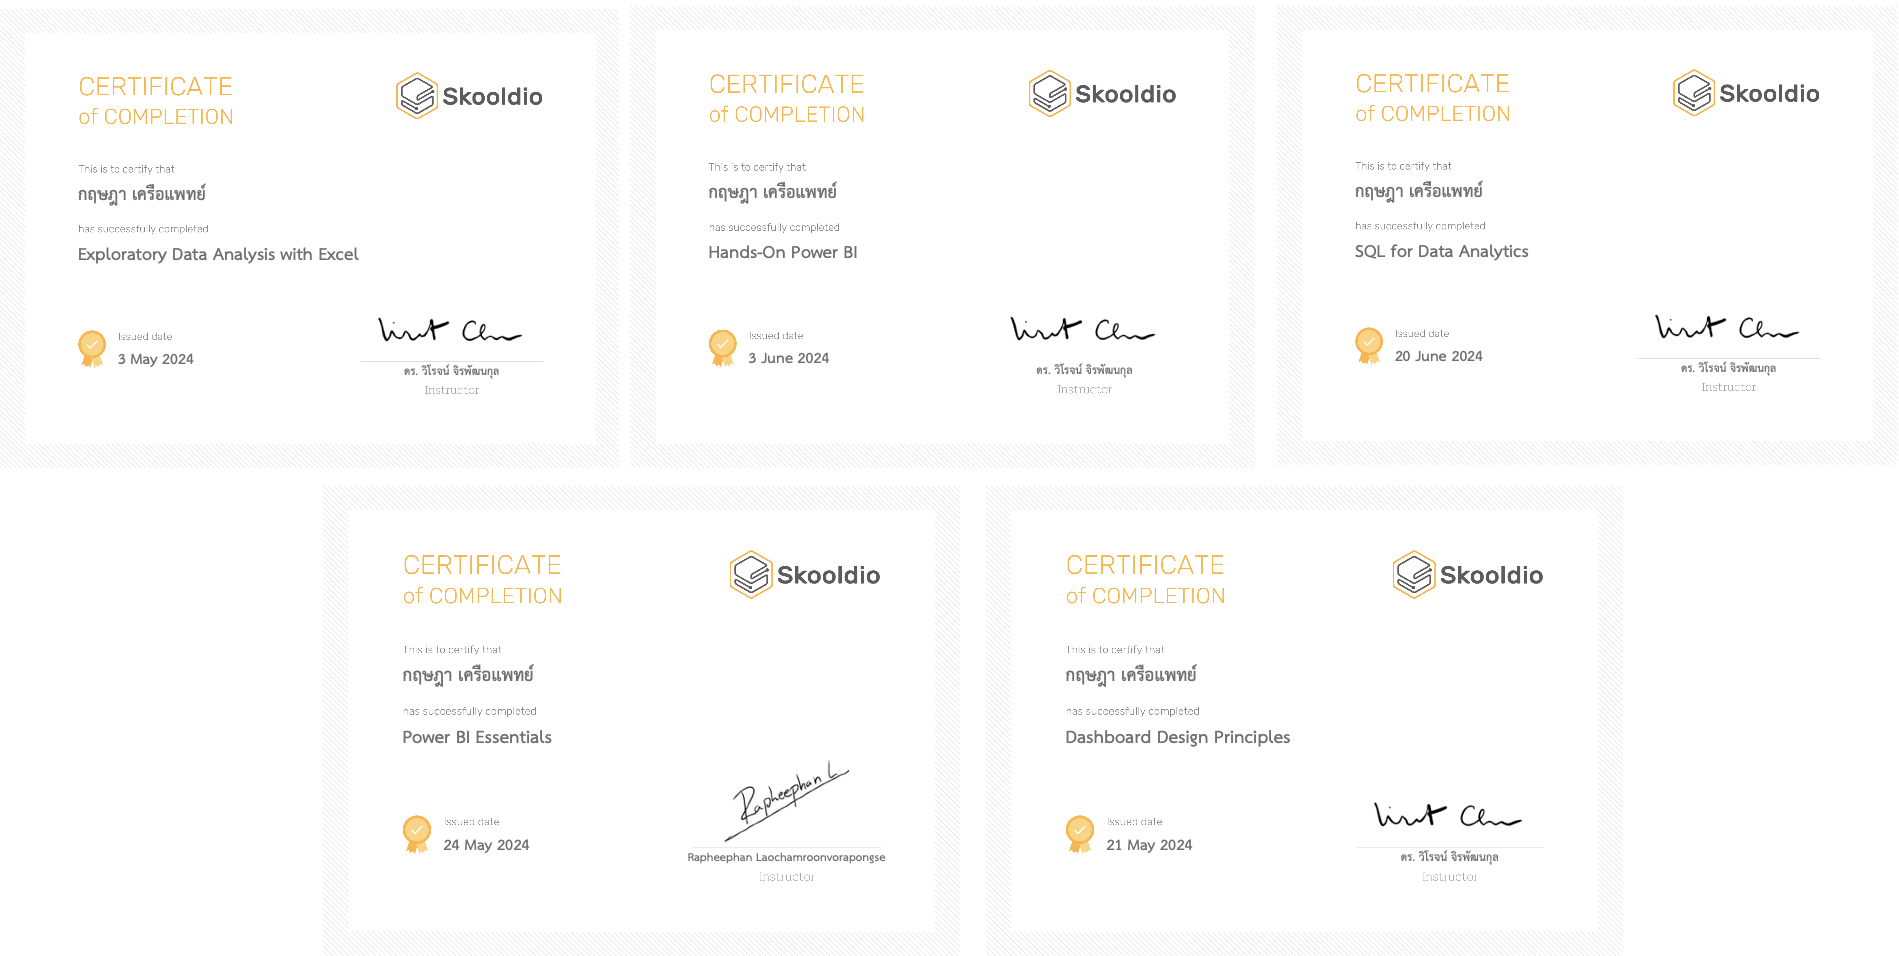 CERTIFICATE
of COMPLETION
Skooldio
This is to certify that
กฤษฎา เครือแพทย์
has successfully completed
Exploratory Data Analysis with Excel
Issued date
3 May 2024
ดร. วิโรจน์ จิรพัฒนกุล
Instructor
CERTIFICATE
of COMPLETION
Skooldio
This is to certify that
กฤษฎา เครือแพทย์
has successfully completed
Hands-On Power BI
Issued date
3 June 2024
ดร. วิโรจน์ จิรพัฒนกุล
Instructor
CERTIFICATE
of COMPLETION
Skooldio
This is to certify that
กฤษฎา เครือแพทย์
has successfully completed
SQL for Data Analytics
Issued date
20 June 2024
ดร. วิโรจน์ จิรพัฒนกุล
Instructor
CERTIFICATE
of COMPLETION
Skooldio
This is to certify that
กฤษฎา เครือแพทย์
has successfully completed
Power BI Essentials
Issued date
24 May 2024
Rapheephan L.
Rapheephan Laochamroonvorapongse
Instructor
CERTIFICATE
of COMPLETION
Skooldio
This is to certify that
กฤษฎา เครือแพทย์
has successfully completed
Dashboard Design Principles
Issued date
21 May 2024
ดร. วิโรจน์ จิรพัฒนกุล
Instructor